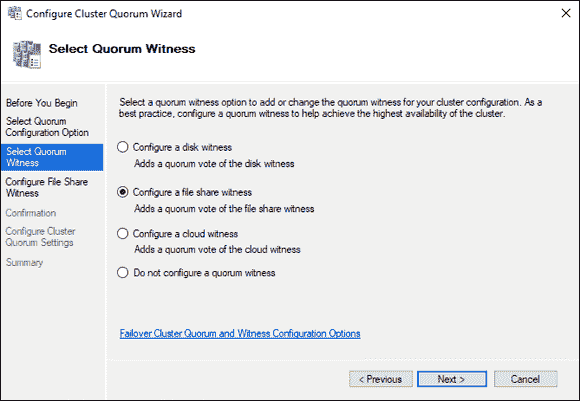 Configure Cluster Quorum Wizard
Select Quorum Witness
Before You Begin
Select Quorum
Configuration Option
Select Quorum
Witness
Configure File Share
Witness
Confirmation
Configure Cluster
Quorum Settings
Summary
Select a quorum witness option to add or change the quorum witness for your cluster configuration. As a
best practice, configure a quorum witness to help achieve the highest availability of the cluster.
Configure a disk witness
Adds a quorum vote of the disk witness
Configure a file share witness
Adds a quorum vote of the file share witness
Configure a cloud witness
Adds a quorum vote of the cloud witness
Do not configure a quorum witness
Failover Cluster Quorum and Witness Configuration Options
< Previous
Next >
Cancel